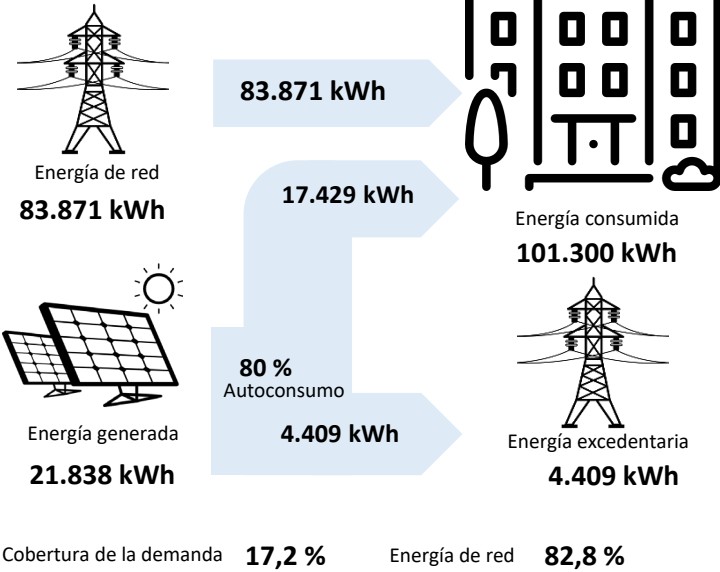 83.871 kWh
Energía de red
83.871 kWh
17.429 kWh
Energía consumida
101.300 kWh
80 %
Autoconsumo
4.409 kWh
Energía generada
21.838 kWh
Energía excedentaria
4.409 kWh
Cobertura de la demanda 17,2 % Energía de red 82,8 %